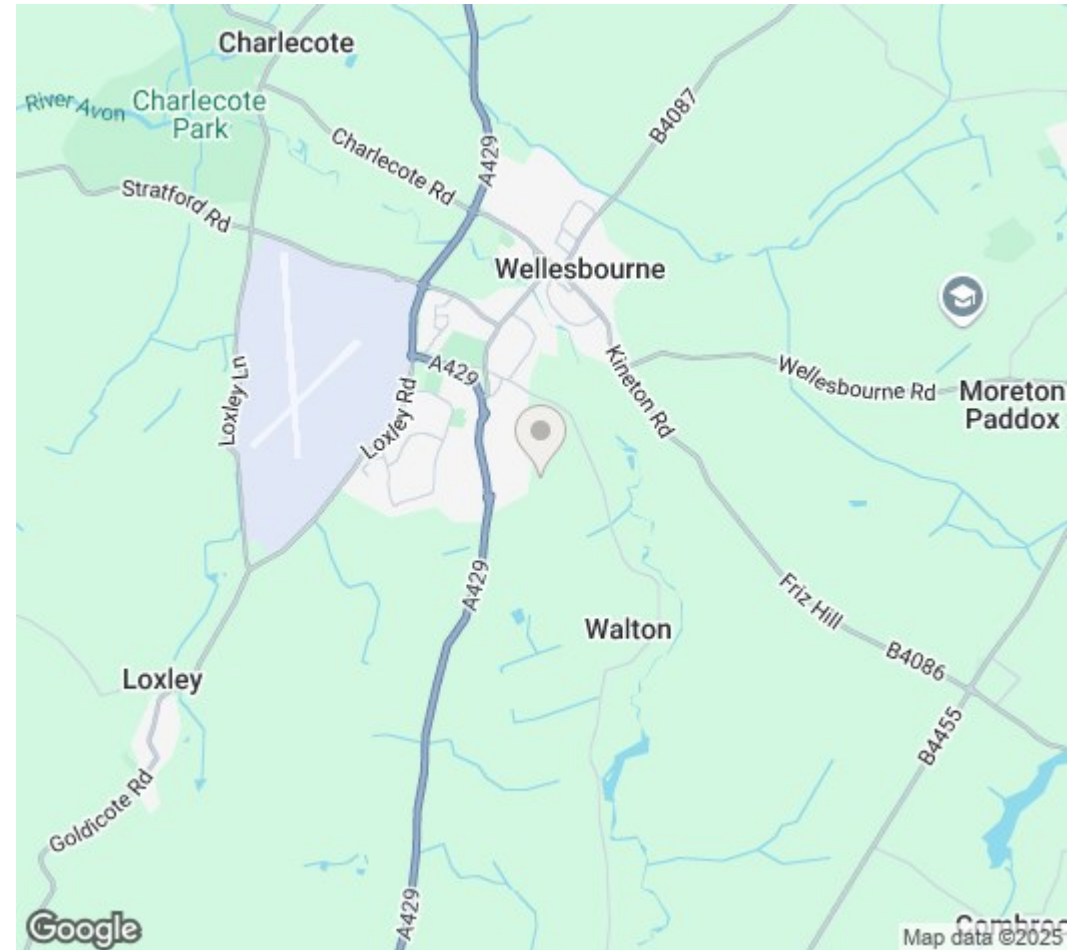 Charlecote
River Avon
Charlecote
Park
Charlecote Rd
A429
B4087
Stratford Rd
Wellesbourne
Loxley Ln
A429
Loxley Rd
Kineton Rd
Wellesbourne Rd
Moreton
Paddox
A429
Friz Hill
Walton
B4086
Loxley
B4455
Goldicote Rd
A429
Google
Map data ©2025